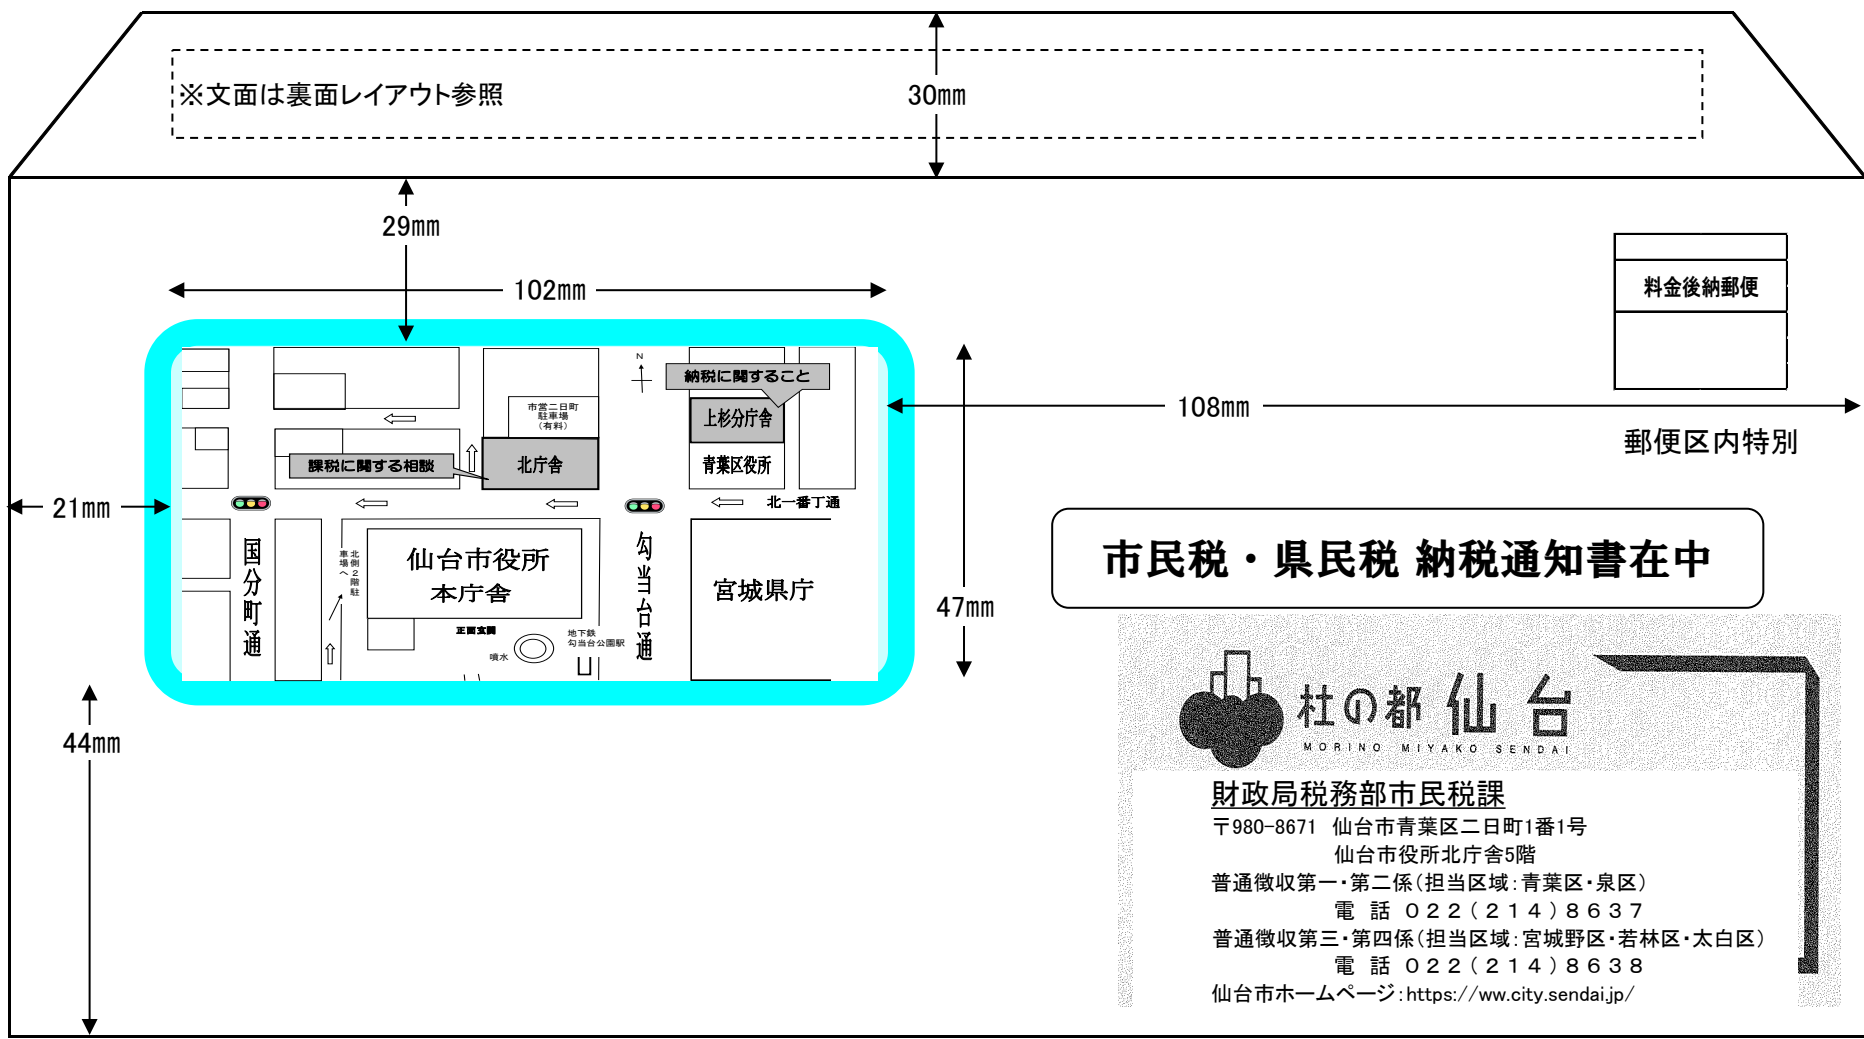 ※文面は裏面レイアウト参照
30mm
29mm
102mm
料金後納郵便
108mm
郵便区内特別
N
納税に関すること
市営二日町
駐車場
(有料)
上杉分庁舎
課税に関する相談
北庁舎
青葉区役所
北一番丁通
21mm
国分町通
北側2階駐
車場へ
仙台市役所
本庁舎
正面玄関
噴水
地下鉄
勾当台公園駅
勾当台通
宮城県庁
47mm
44mm
市民税・県民税 納税通知書在中
杜の都 仙台
MORINO MIYAKO SENDAI
財政局税務部市民税課
〒980-8671 仙台市青葉区二日町1番1号
仙台市役所北庁舎5階
普通徴収第一・第二係(担当区域:青葉区・泉区)
電 話 022(214)8637
普通徴収第三・第四係(担当区域:宮城野区・若林区・太白区)
電 話 022(214)8638
仙台市ホームページ:https://ww.city.sendai.jp/